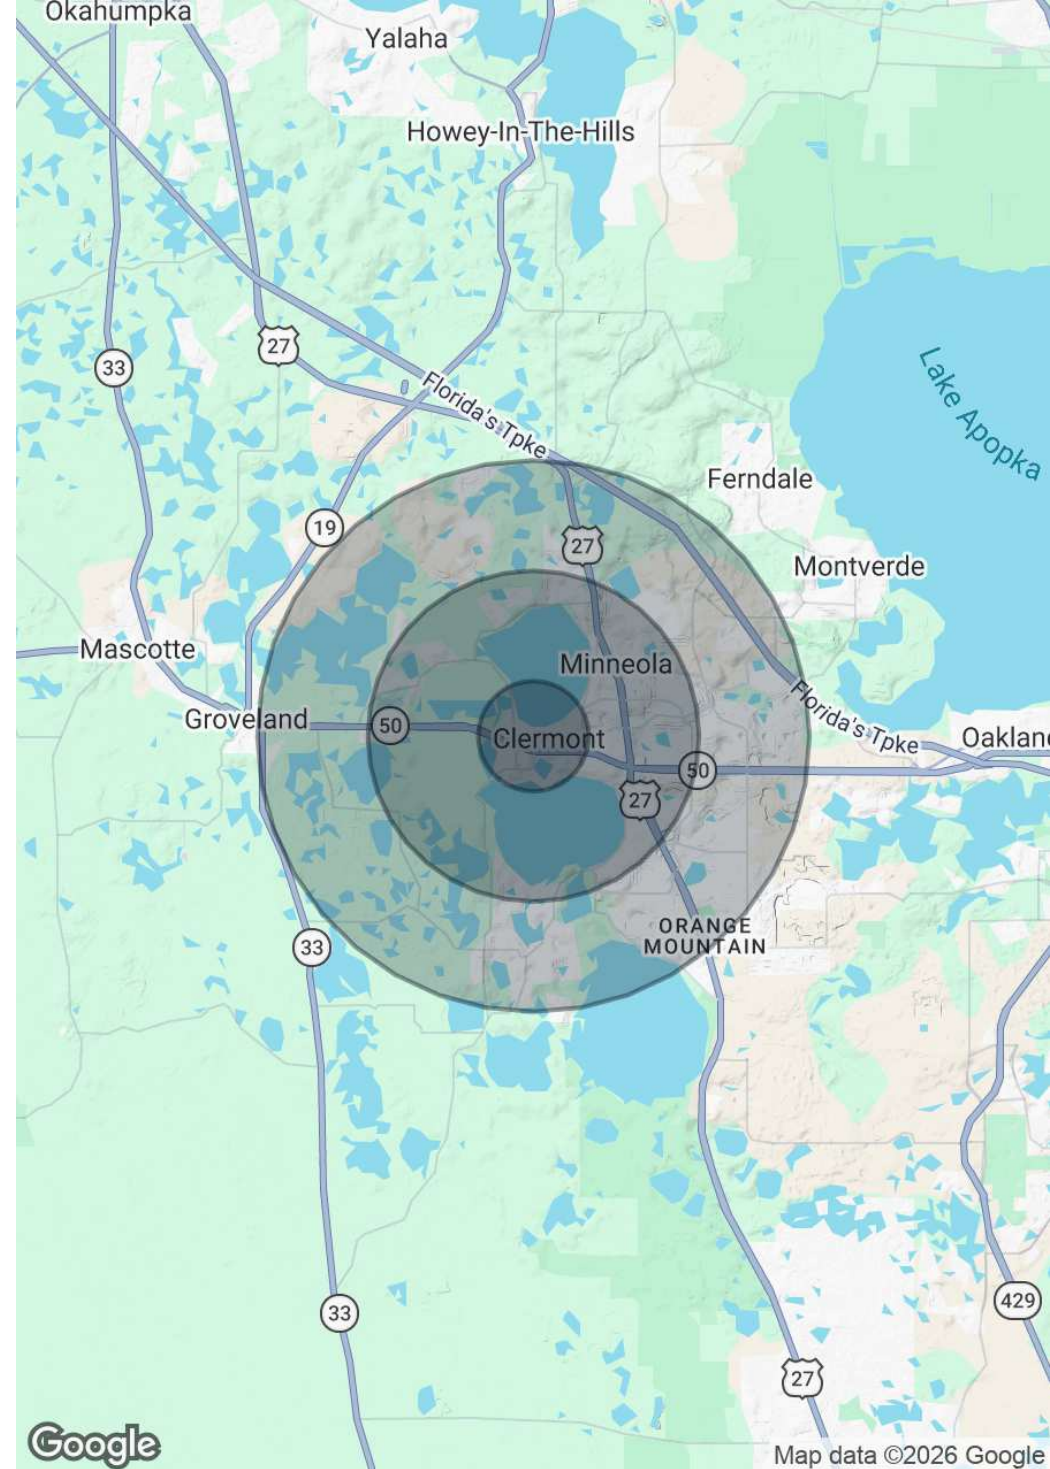 Okahumpka
Yalaha
Howey-In-The-Hills
27
33
Lake Apopka
Florida's Tpke
Ferndale
19
27
Montverde
Mascotte
Minneola
Florida's Tpke
Groveland
50
Clermont
Oakland
50
27
ORANGE
MOUNTAIN
33
429
33
27
Google
Map data ©2026 Google